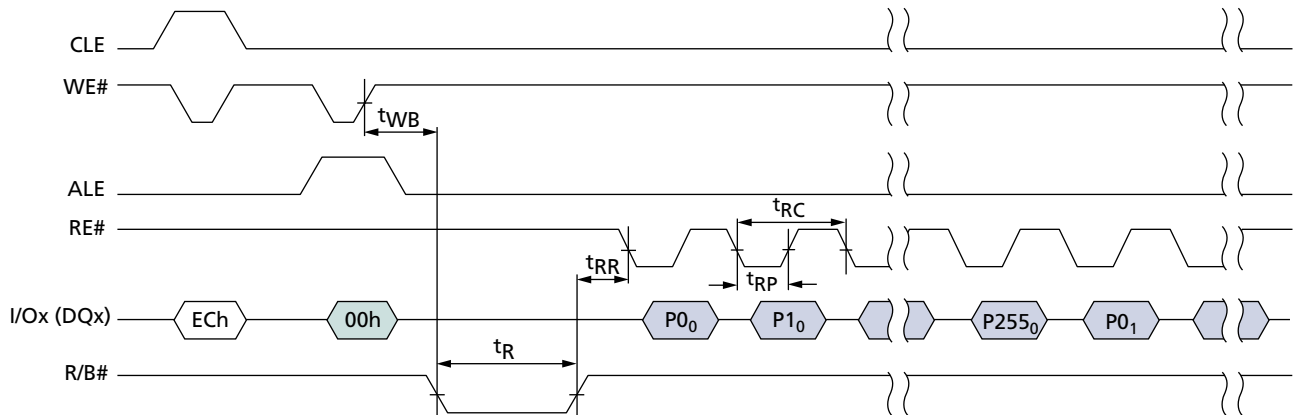 CLE
WE#
tWB
ALE
RE#
tRC
tRR
tRP
I/Ox (DQx)
ECh
00h
P0₀
P1₀
P255₀
P0₁
tR
R/B#